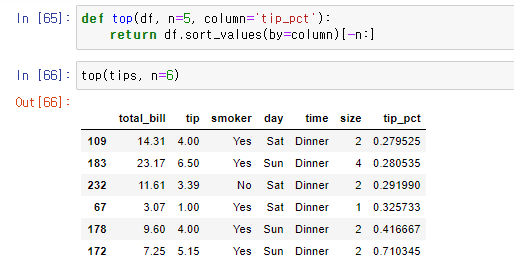 In [65]: def top(df, n=5, column='tip_pct'):
return df.sort_values(by=column)[-n:]
In [66]: top(tips, n=6)
Out[66]:
total_bill tip smoker day time size tip_pct
109 14.31 4.00 Yes Sat Dinner 2 0.279525
183 23.17 6.50 Yes Sun Dinner 4 0.280535
232 11.61 3.39 No Sat Dinner 2 0.291990
67 3.07 1.00 Yes Sat Dinner 1 0.325733
178 9.60 4.00 Yes Sun Dinner 2 0.416667
172 7.25 5.15 Yes Sun Dinner 2 0.710345